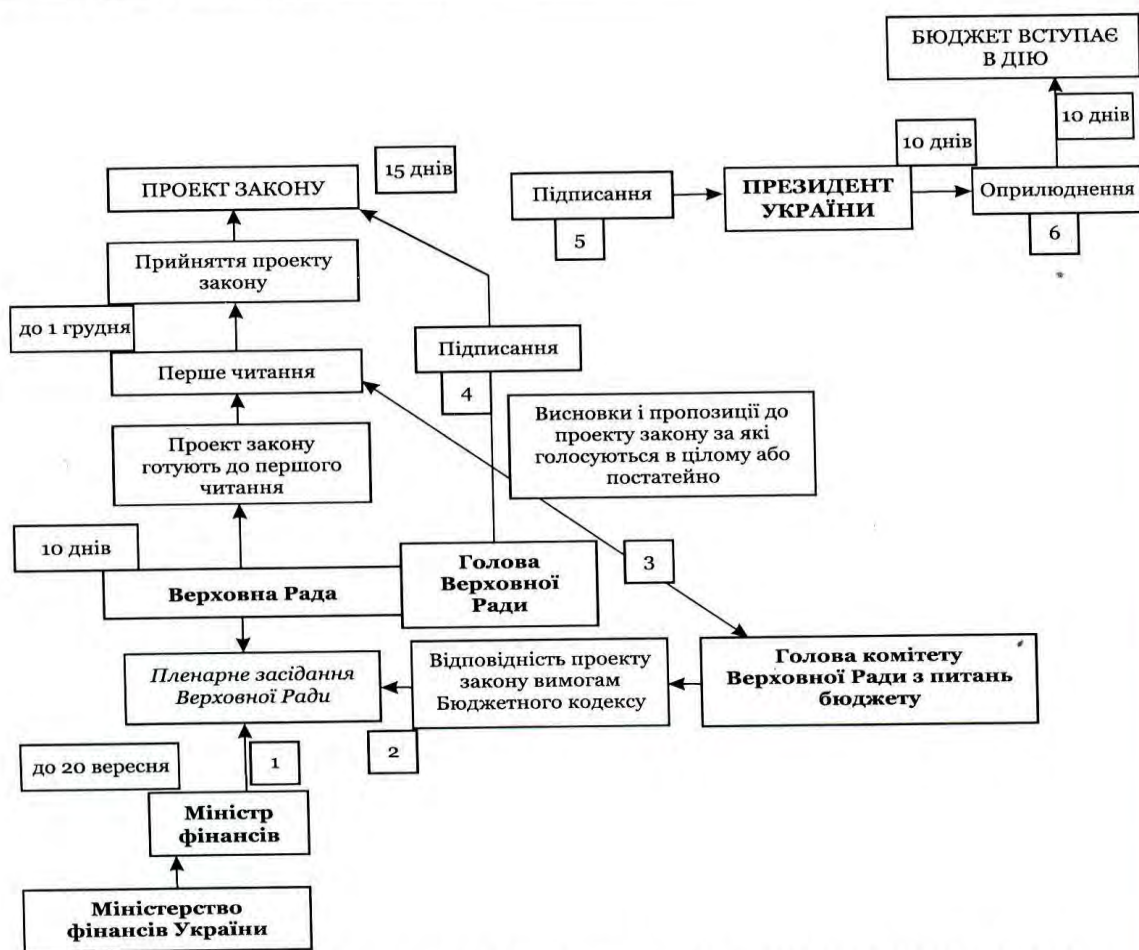 БЮДЖЕТ ВСТУПАЄ
В ДІЮ
10 днів
10 днів
15 днів
ПРОЕКТ ЗАКОНУ
Підписання
5
ПРЕЗИДЕНТ
УКРАЇНИ
Оприлюднення
6
Прийняття проекту
закону
до 1 грудня
Перше читання
Підписання
4
Висновки і пропозиції до
проекту закону за які
голосуються в цілому або
постатейно
Проект закону
готують до першого
читання
10 днів
Верховна Рада
Голова
Верховної
Ради
3
Пленарне засідання
Верховної Ради
Відповідність проекту
закону вимогам
Бюджетного кодексу
2
Голова комітету
Верховної Ради з питань
бюджету
до 20 вересня
1
Міністр
фінансів
Міністерство
фінансів України